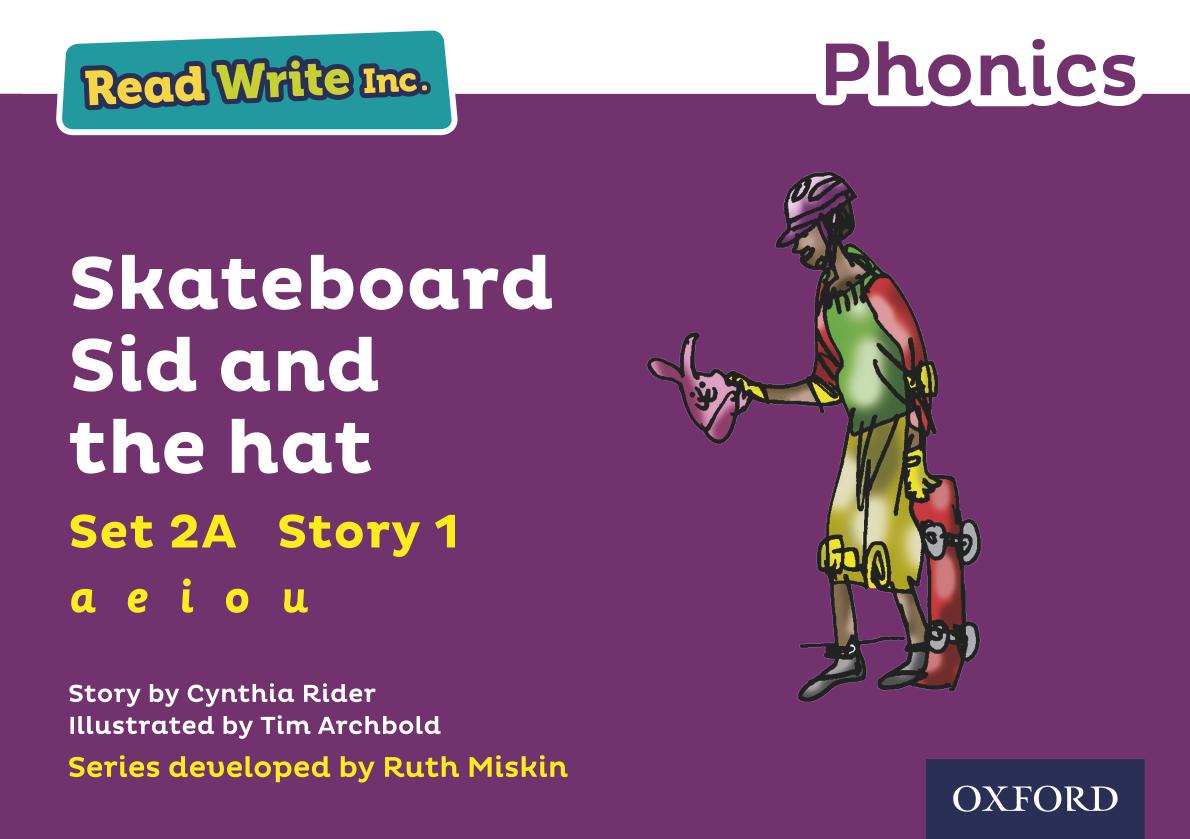 Read Write Inc.
Phonics
Skateboard
Sid and
the hat
Set 2A Story 1
a e i o u
Story by Cynthia Rider
Illustrated by Tim Archbold
Series developed by Ruth Miskin
OXFORD